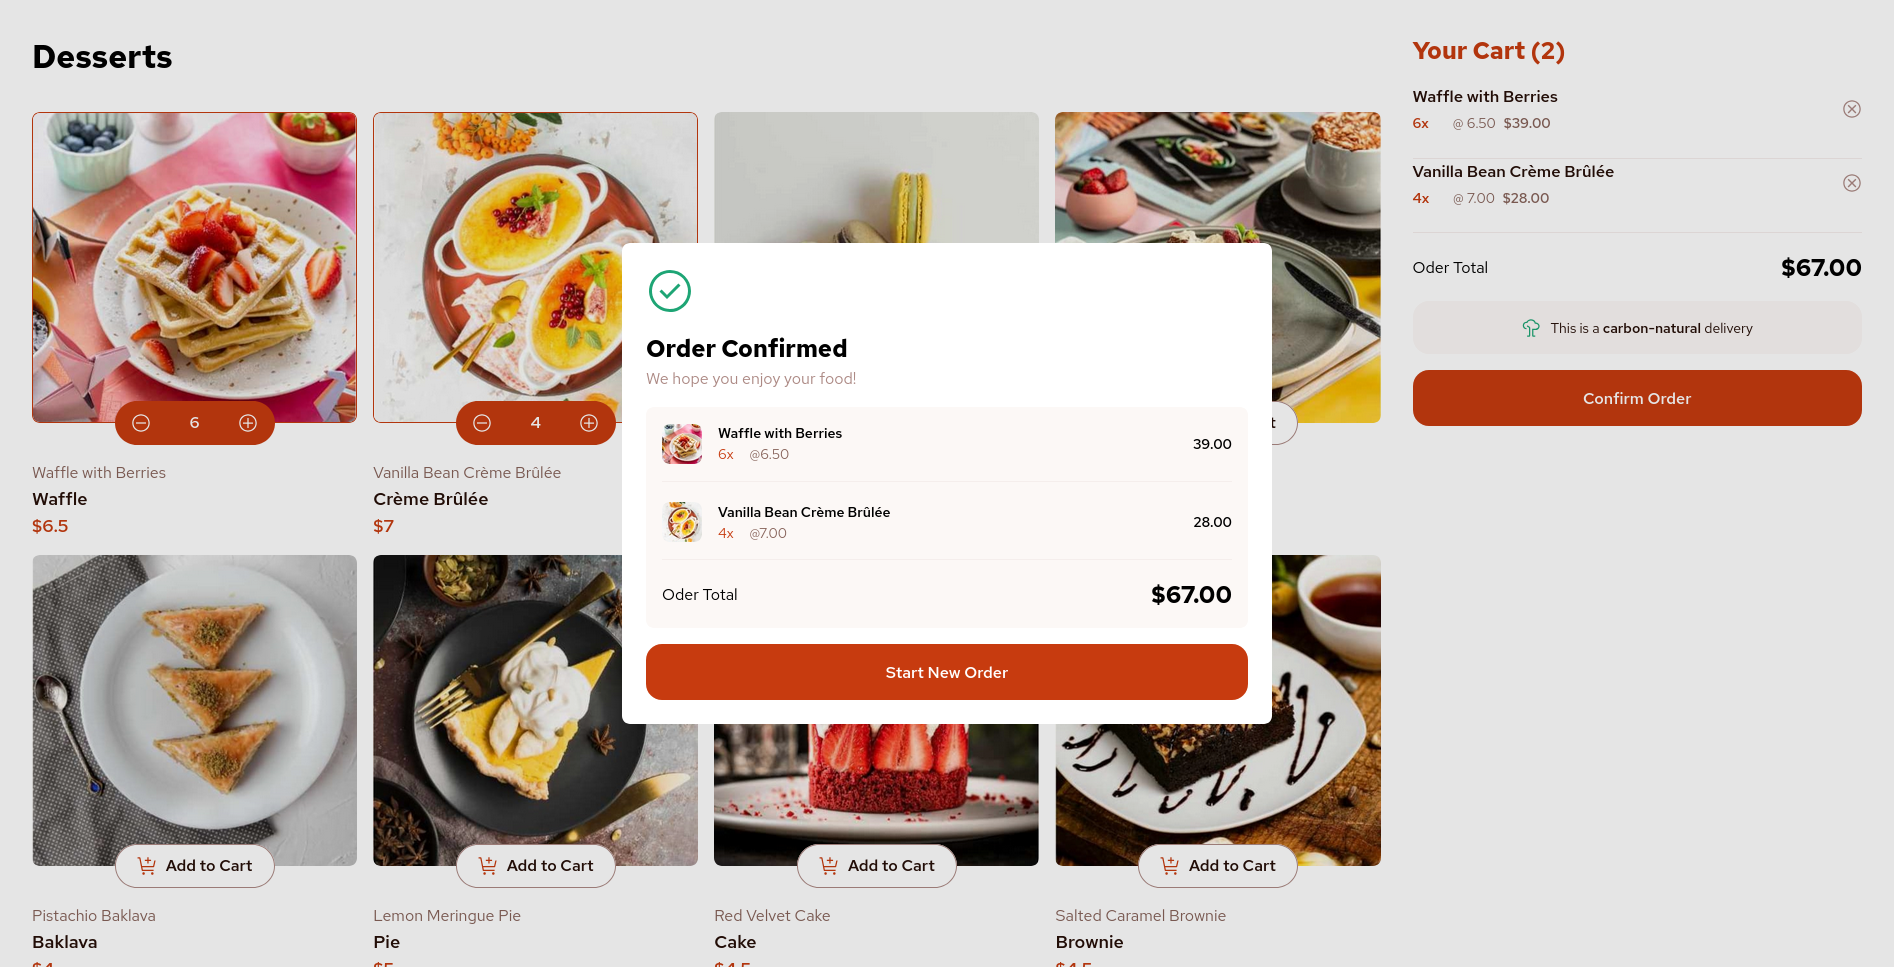 Desserts
6
Waffle with Berries
Waffle
$6.5
4
Vanilla Bean Crème Brûlée
Crème Brûlée
$7
Add to Cart
Pistachio Baklava
Baklava
Add to Cart
Lemon Meringue Pie
Pie
Add to Cart
Red Velvet Cake
Cake
Add to Cart
Salted Caramel Brownie
Brownie
Order Confirmed
We hope you enjoy your food!
Waffle with Berries
6x @6.50
39.00
Vanilla Bean Crème Brûlée
4x @7.00
28.00
Oder Total $67.00
Start New Order
Your Cart (2)
Waffle with Berries
6x @ 6.50 $39.00
Vanilla Bean Crème Brûlée
4x @ 7.00 $28.00
Oder Total $67.00
This is a carbon-natural delivery
Confirm Order